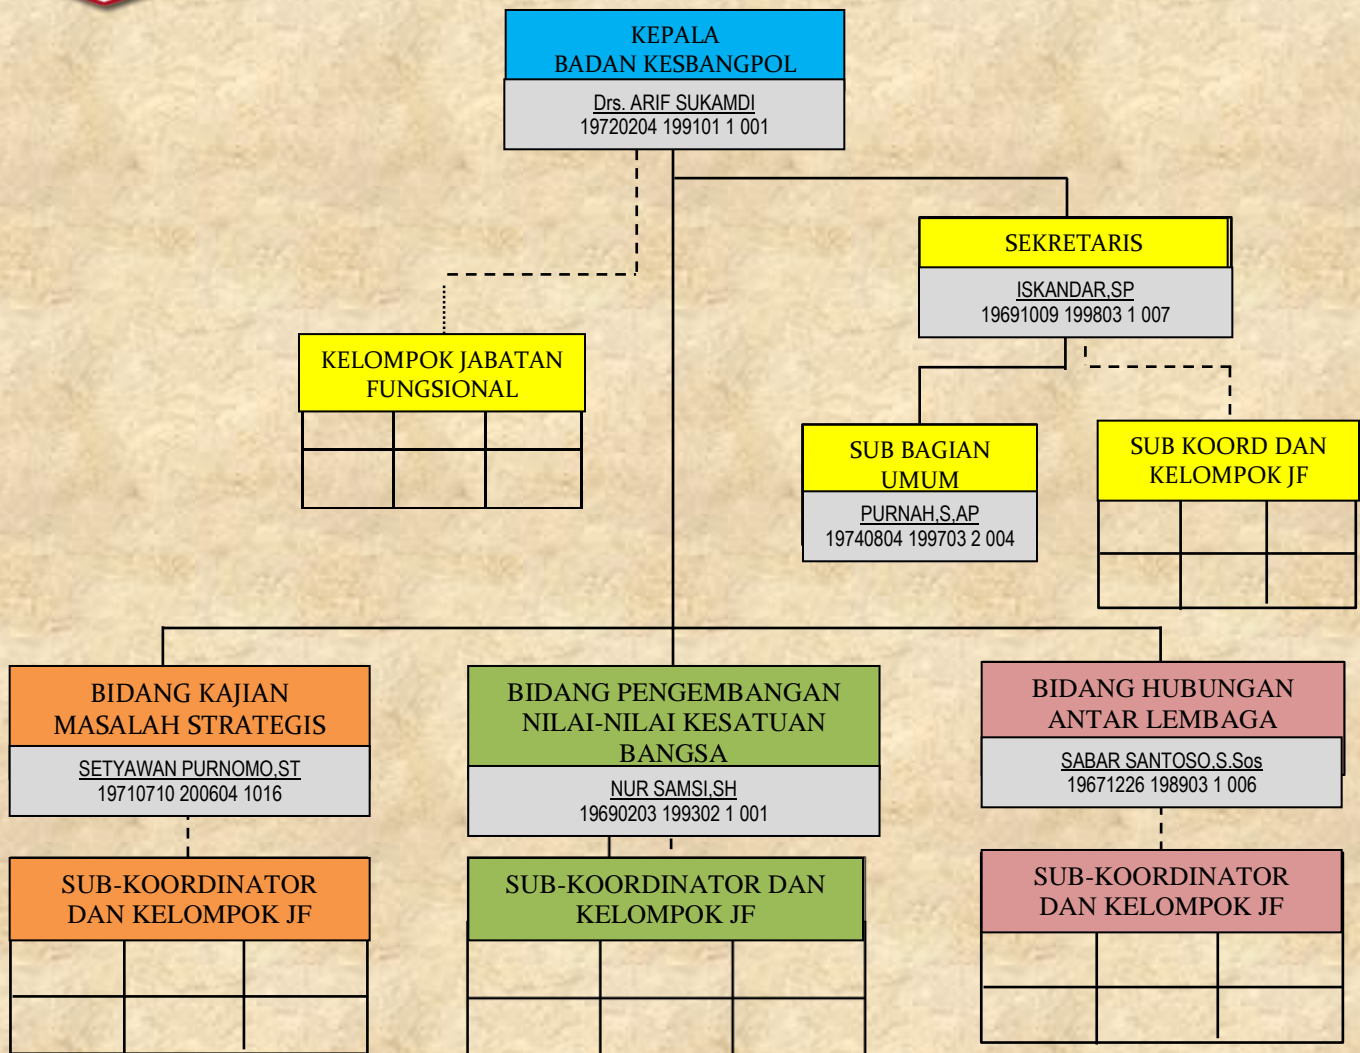 KEPALA
BADAN KESBANGPOL
Drs. ARIF SUKAMDI
19720204 199101 1 001
SEKRETARIS
ISKANDAR,SP
19691009 199803 1 007
KELOMPOK JABATAN
FUNGSIONAL
SUB BAGIAN
UMUM
PURNAH,S,AP
19740804 199703 2 004
SUB KOORD DAN
KELOMPOK JF
BIDANG KAJIAN
MASALAH STRATEGIS
SETYAWAN PURNOMO,ST
19710710 200604 1016
BIDANG PENGEMBANGAN
NILAI-NILAI KESATUAN
BANGSA
NUR SAMSI,SH
19690203 199302 1 001
BIDANG HUBUNGAN
ANTAR LEMBAGA
SABAR SANTOSO,S.Sos
19671226 198903 1 006
SUB-KOORDINATOR
DAN KELOMPOK JF
SUB-KOORDINATOR DAN
KELOMPOK JF
SUB-KOORDINATOR
DAN KELOMPOK JF